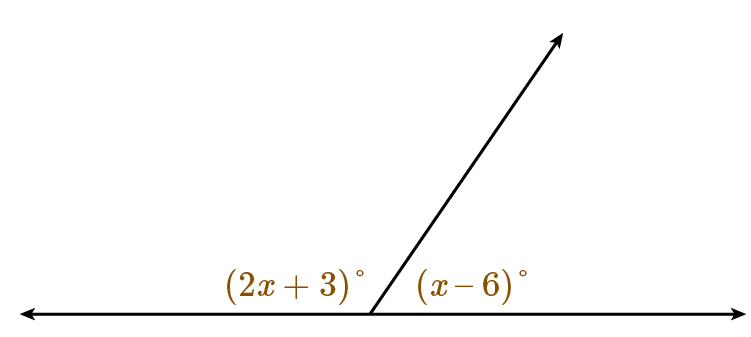 (2x + 3)° (x – 6)°